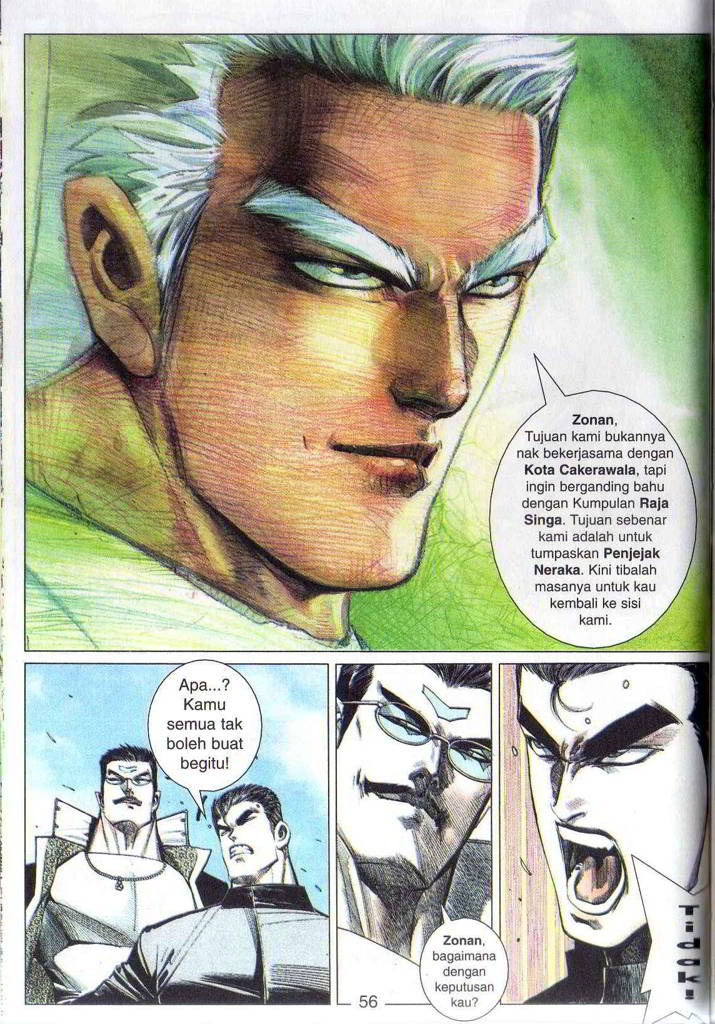 Zonan,
Tujuan kami bukannya
nak bekerjasama dengan
Kota Cakerawala, tapi
ingin berganding bahu
dengan Kumpulan Raja
Singa. Tujuan sebenar
kami adalah untuk
tumpaskan Penjejak
Neraka. Kini tibalah
masanya untuk kau
kembali ke sisi
kami.
Apa...?
Kamu
semua tak
boleh buat
begitu!
Zonan,
bagaimana
dengan
keputusan
kau?
Tidak!
56